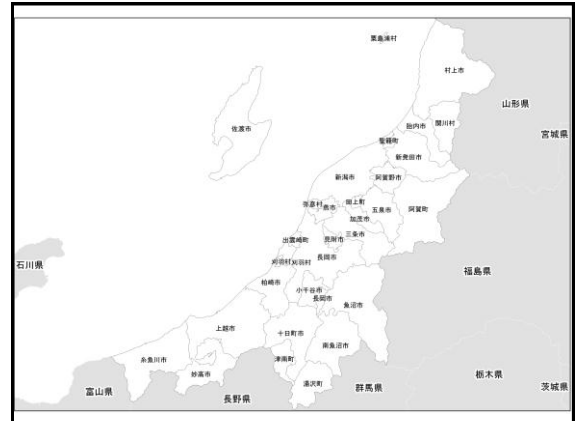 粟島浦村
村上市
山形県
佐渡市
胎内市
関川村
宮城県
聖籠町
新発田市
新潟市
阿賀野市
弥彦村
燕市
田上町
五泉市
阿賀町
加茂市
出雲崎町
見附市
三条市
石川県
刈羽村
刈羽村
長岡市
福島県
柏崎市
小千谷市
長岡市
魚沼市
上越市
十日町市
糸魚川市
南魚沼市
津南町
妙高市
湯沢町
富山県
長野県
群馬県
栃木県
茨城県